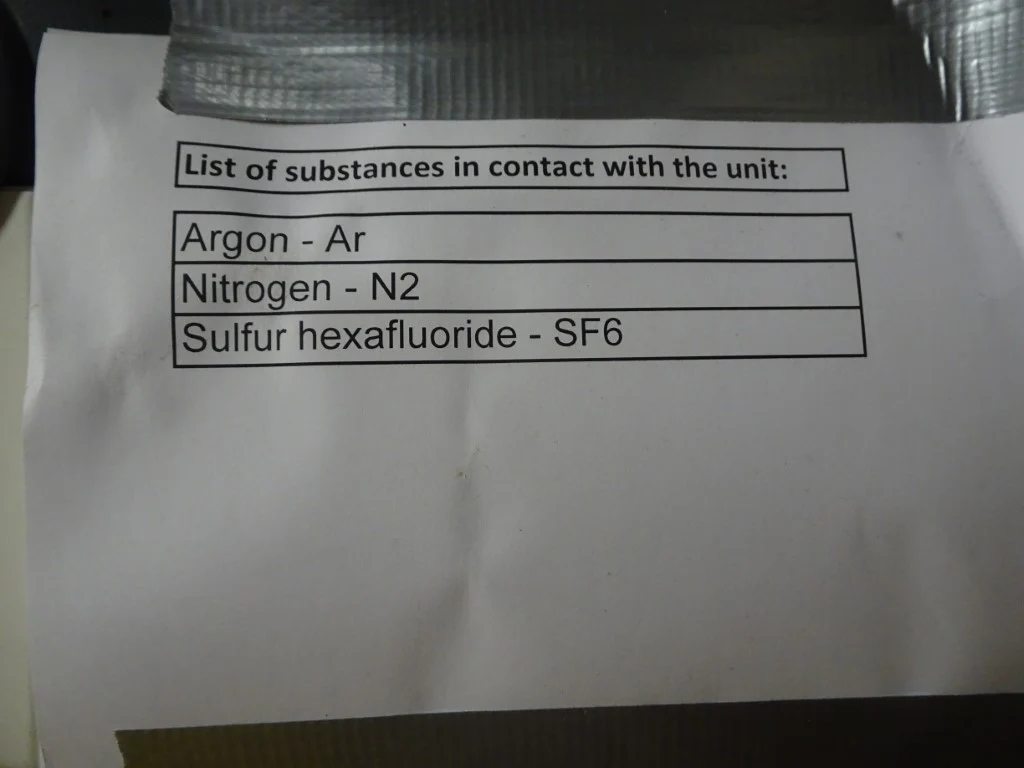 List of substances in contact with the unit:
Argon - Ar
Nitrogen - N2
Sulfur hexafluoride - SF6